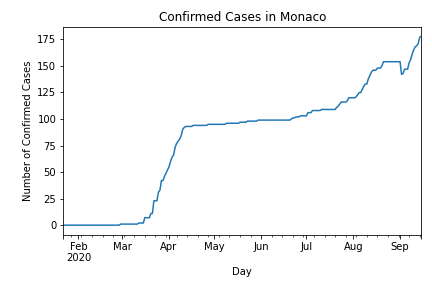 Confirmed Cases in Monaco
Number of Confirmed Cases
175
150
125
100
75
50
25
0
Feb Mar Apr May Jun Jul Aug Sep
2020
Day